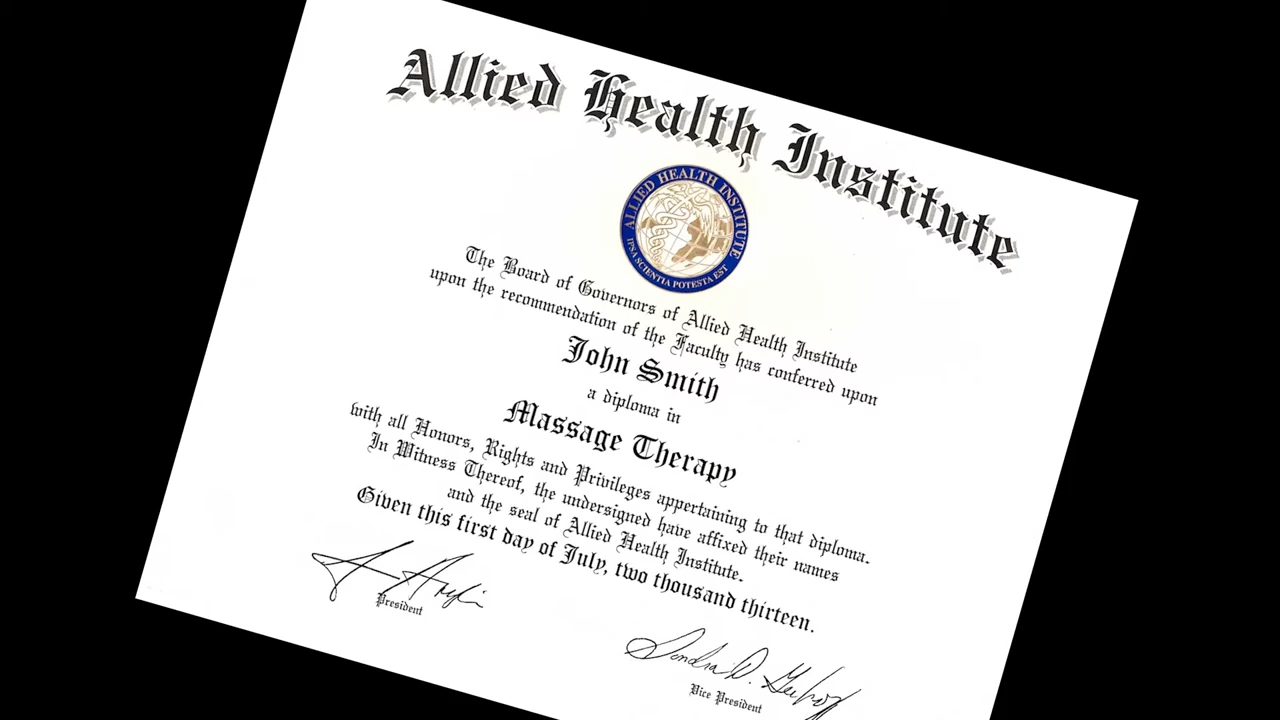 Allied Health Institute
ALLIED HEALTH INSTITUTE
IPSA SCIENTIA POTESTA EST
The Board of Governors of Allied Health Institute
upon the recommendation of the Faculty has conferred upon
John Smith
a diploma in
Massage Therapy
with all Honors, Rights and Privileges appertaining to that diploma.
In Witness Thereof, the undersigned have affixed their names
and the seal of Allied Health Institute.
Given this first day of July, two thousand thirteen.
President
Sondra D.
Vice President